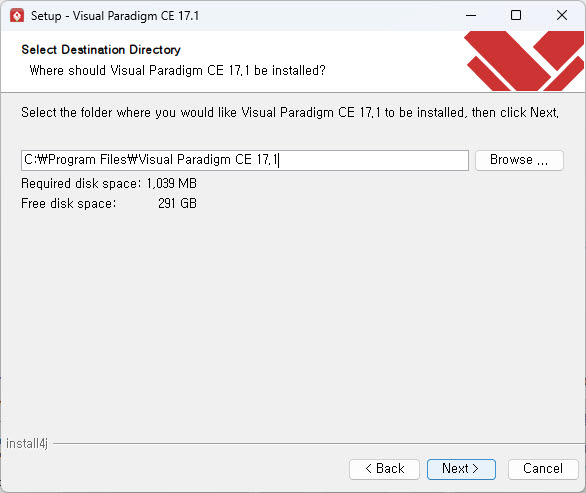 Setup - Visual Paradigm CE 17.1
Select Destination Directory
Where should Visual Paradigm CE 17.1 be installed?
Select the folder where you would like Visual Paradigm CE 17.1 to be installed, then click Next.
C:₩Program Files₩Visual Paradigm CE 17.1
Browse ...
Required disk space: 1,039 MB
Free disk space: 291 GB
install4j
< Back
Next >
Cancel